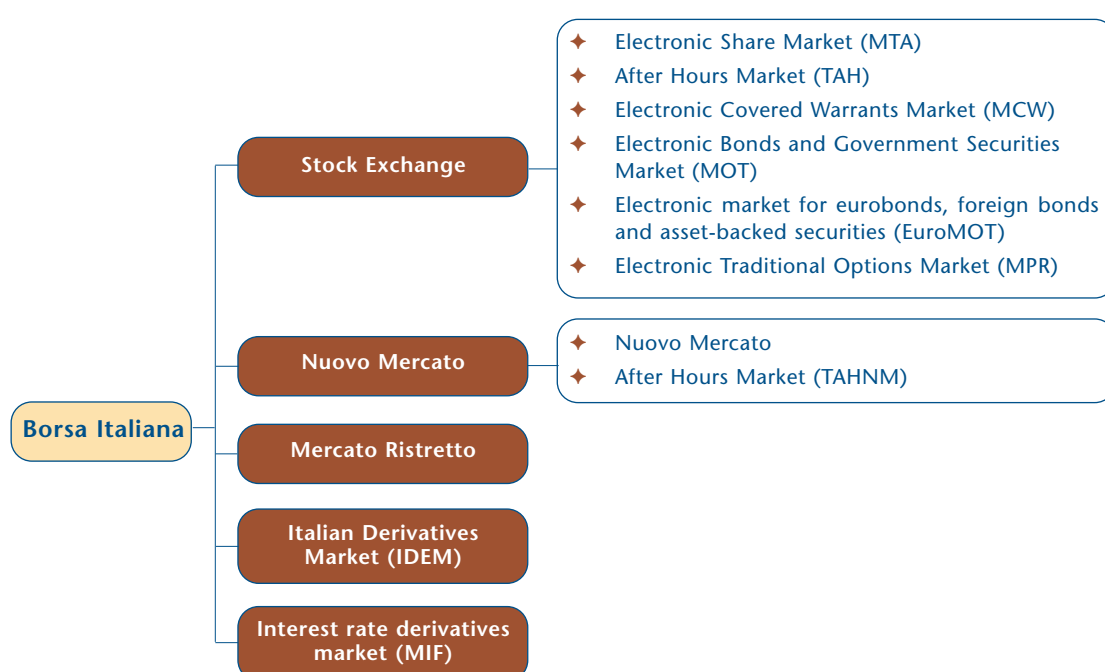 Borsa Italiana
Stock Exchange
✦ Electronic Share Market (MTA)
✦ After Hours Market (TAH)
✦ Electronic Covered Warrants Market (MCW)
✦ Electronic Bonds and Government Securities
Market (MOT)
✦ Electronic market for eurobonds, foreign bonds
and asset-backed securities (EuroMOT)
✦ Electronic Traditional Options Market (MPR)
Nuovo Mercato
✦ Nuovo Mercato
✦ After Hours Market (TAHNM)
Mercato Ristretto
Italian Derivatives
Market (IDEM)
Interest rate derivatives
market (MIF)